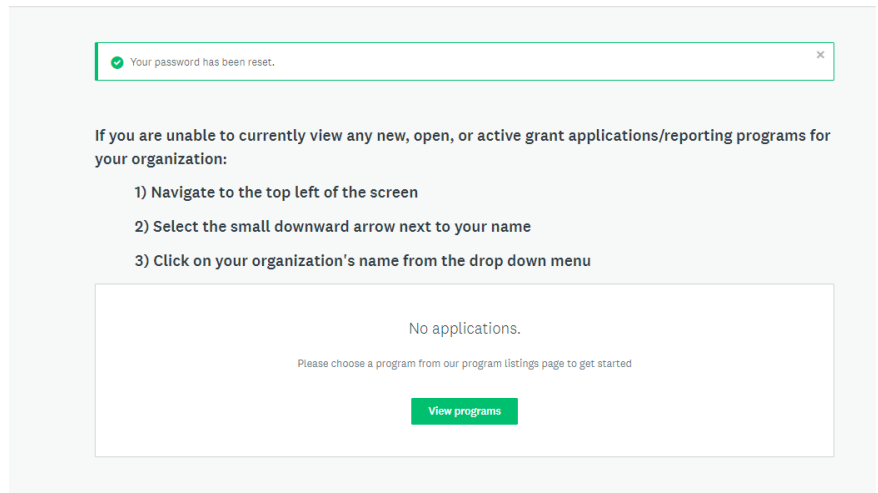 Your password has been reset.
×
If you are unable to currently view any new, open, or active grant applications/reporting programs for
your organization:
1) Navigate to the top left of the screen
2) Select the small downward arrow next to your name
3) Click on your organization's name from the drop down menu
No applications.
Please choose a program from our program listings page to get started
View programs